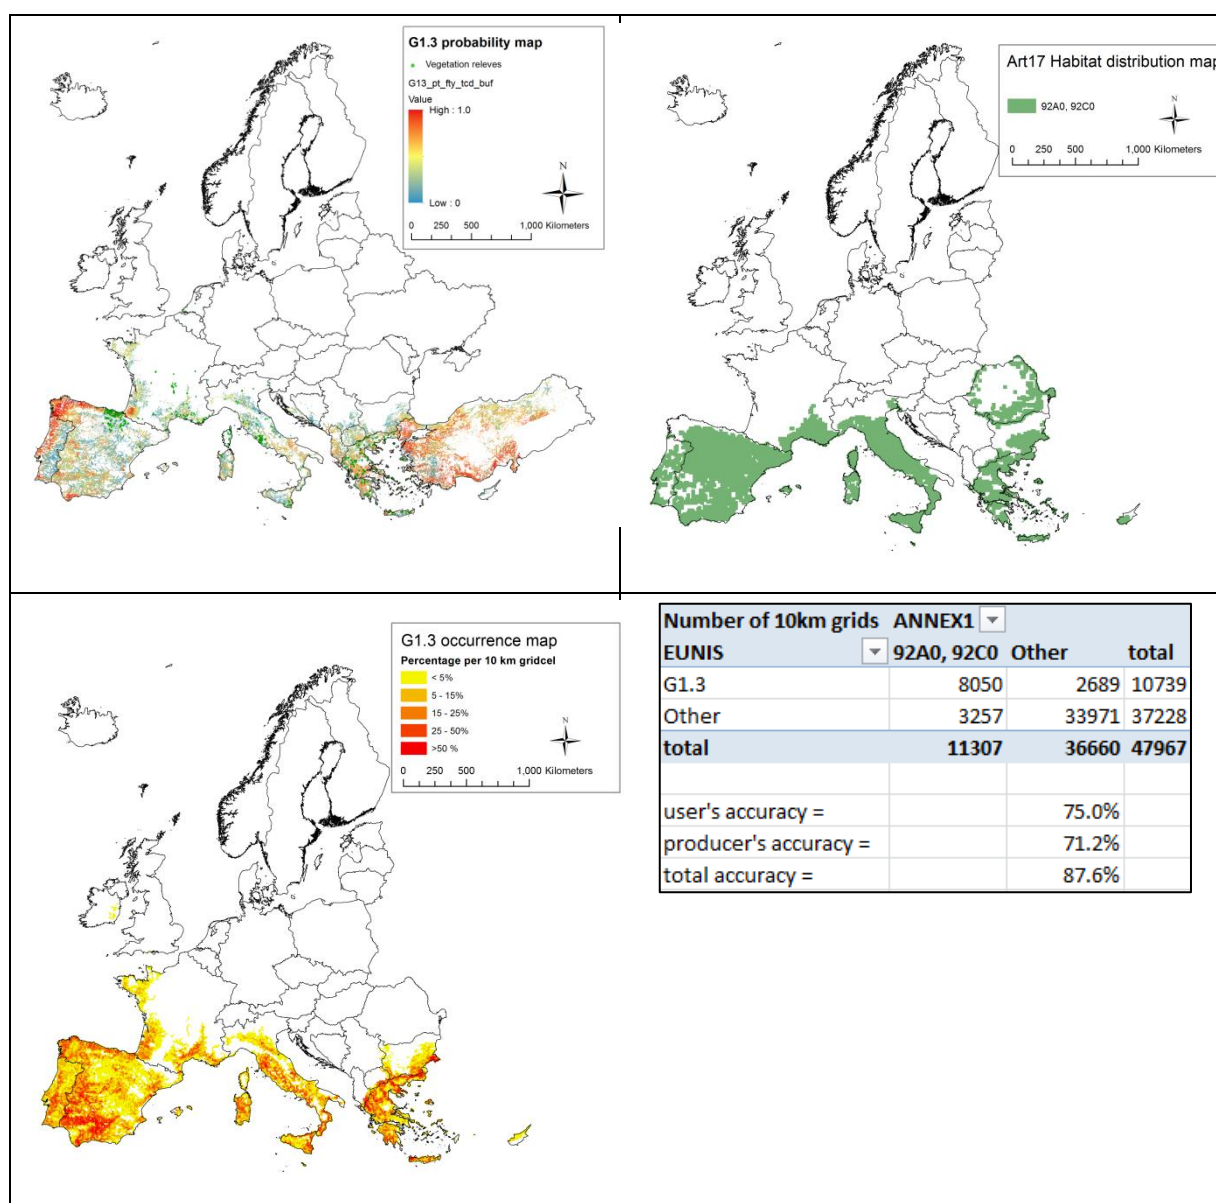 G1.3 probability map
Vegetation releves
G13_pt_fty_tcd_buf
Value
High : 1.0
Low : 0
N
0 250 500 1,000 Kilometers
Art17 Habitat distribution map
92A0, 92C0
N
0 250 500 1,000 Kilometers
G1.3 occurrence map
Percentage per 10 km gridcel
< 5%
5 - 15%
15 - 25%
25 - 50%
>50 %
N
0 250 500 1,000 Kilometers
Number of 10km grids ANNEX1
EUNIS 92A0, 92C0 Other total
G1.3 8050 2689 10739
Other 3257 33971 37228
total 11307 36660 47967
user's accuracy = 75.0%
producer's accuracy = 71.2%
total accuracy = 87.6%